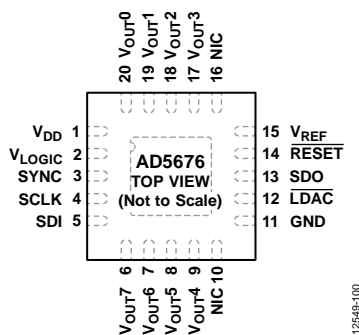 20 VOUT0
19 VOUT1
18 VOUT2
17 VOUT3
16 NIC
VDD 1
VLOGIC 2
SYNC 3
SCLK 4
SDI 5
AD5676
TOP VIEW
(Not to Scale)
15 VREF
14 RESET
13 SDO
12 LDAC
11 GND
VOUT7 6
VOUT6 7
VOUT5 8
VOUT4 9
NIC 10
12549-100